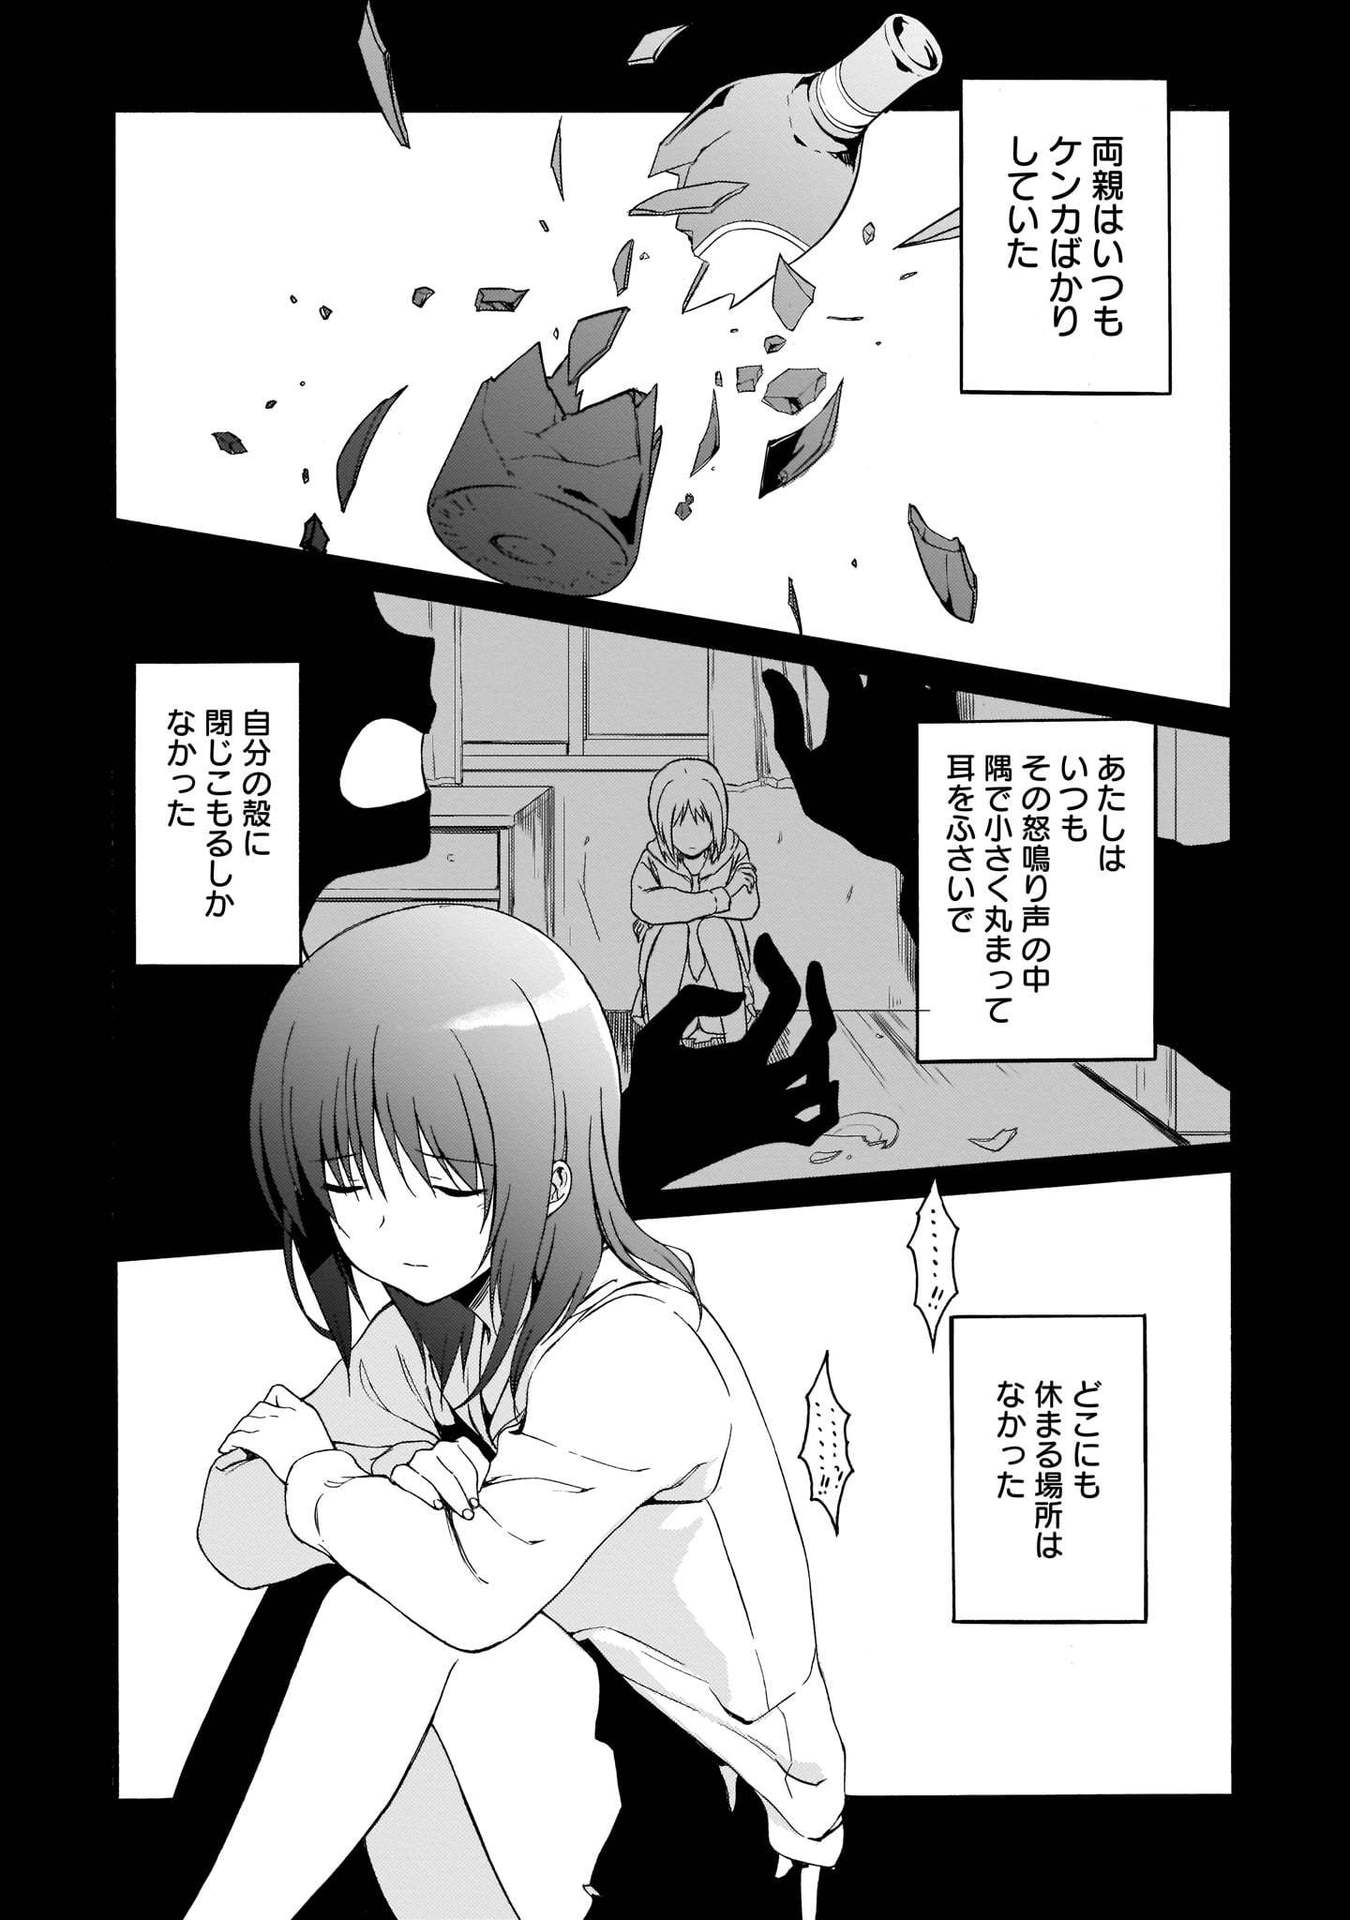 両親はいつも
ケンカばかり
していた
あたしは
いつも
その怒鳴り声の中
隅で小さく丸まって
耳をふさいで
自分の殻に
閉じこもるしか
なかった
……!!
……!!
どこにも
休まる場所は
なかった